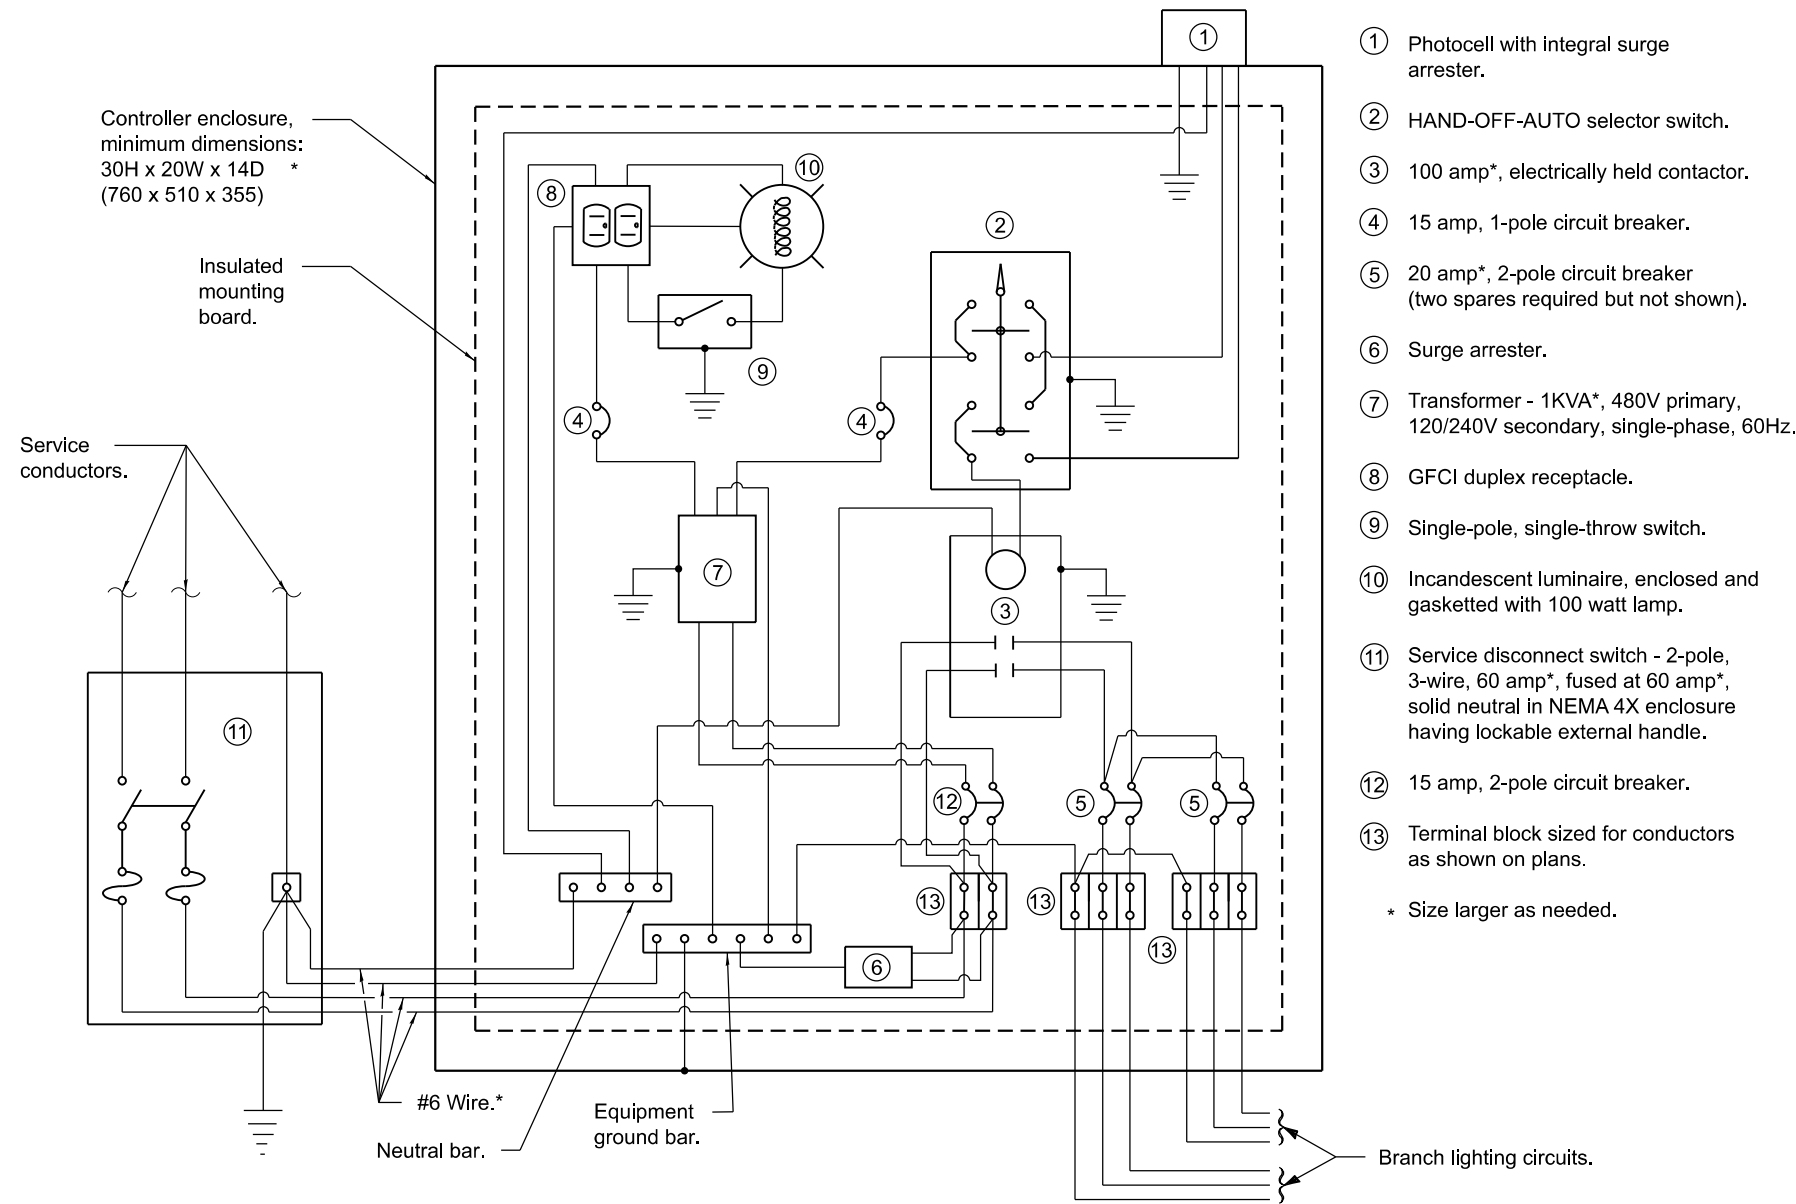 Controller enclosure,
minimum dimensions:
30H x 20W x 14D *
(760 x 510 x 355)
Insulated
mounting
board.
Service
conductors.
1
10
8
2
9
4
4
7
3
11
12
5
5
13
13
13
6
#6 Wire.*
Neutral bar.
Equipment
ground bar.
Branch lighting circuits.
1 Photocell with integral surge
arrester.
2 HAND-OFF-AUTO selector switch.
3 100 amp*, electrically held contactor.
4 15 amp, 1-pole circuit breaker.
5 20 amp*, 2-pole circuit breaker
(two spares required but not shown).
6 Surge arrester.
7 Transformer - 1KVA*, 480V primary,
120/240V secondary, single-phase, 60Hz.
8 GFCI duplex receptacle.
9 Single-pole, single-throw switch.
10 Incandescent luminaire, enclosed and
gasketted with 100 watt lamp.
11 Service disconnect switch - 2-pole,
3-wire, 60 amp*, fused at 60 amp*,
solid neutral in NEMA 4X enclosure
having lockable external handle.
12 15 amp, 2-pole circuit breaker.
13 Terminal block sized for conductors
as shown on plans.
* Size larger as needed.